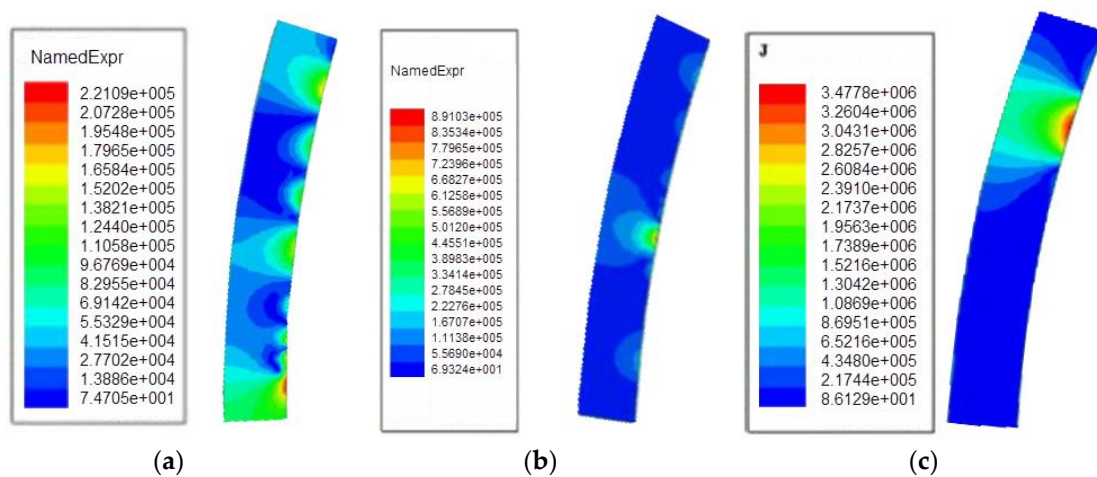 NamedExpr
2.2109e+005
2.0728e+005
1.9548e+005
1.7965e+005
1.6584e+005
1.5202e+005
1.3821e+005
1.2440e+005
1.1058e+005
9.6769e+004
8.2955e+004
6.9142e+004
5.5329e+004
4.1515e+004
2.7702e+004
1.3886e+004
7.4705e+001
(a)
NamedExpr
8.9103e+005
8.3534e+005
7.7965e+005
7.2396e+005
6.6827e+005
6.1258e+005
5.5689e+005
5.0120e+005
4.4551e+005
3.8983e+005
3.3414e+005
2.7845e+005
2.2276e+005
1.6707e+005
1.1138e+005
5.5690e+004
6.9324e+001
(b)
J
3.4778e+006
3.2604e+006
3.0431e+006
2.8257e+006
2.6084e+006
2.3910e+006
2.1737e+006
1.9563e+006
1.7389e+006
1.5216e+006
1.3042e+006
1.0869e+006
8.6951e+005
6.5216e+005
4.3480e+005
2.1744e+005
8.6129e+001
(c)